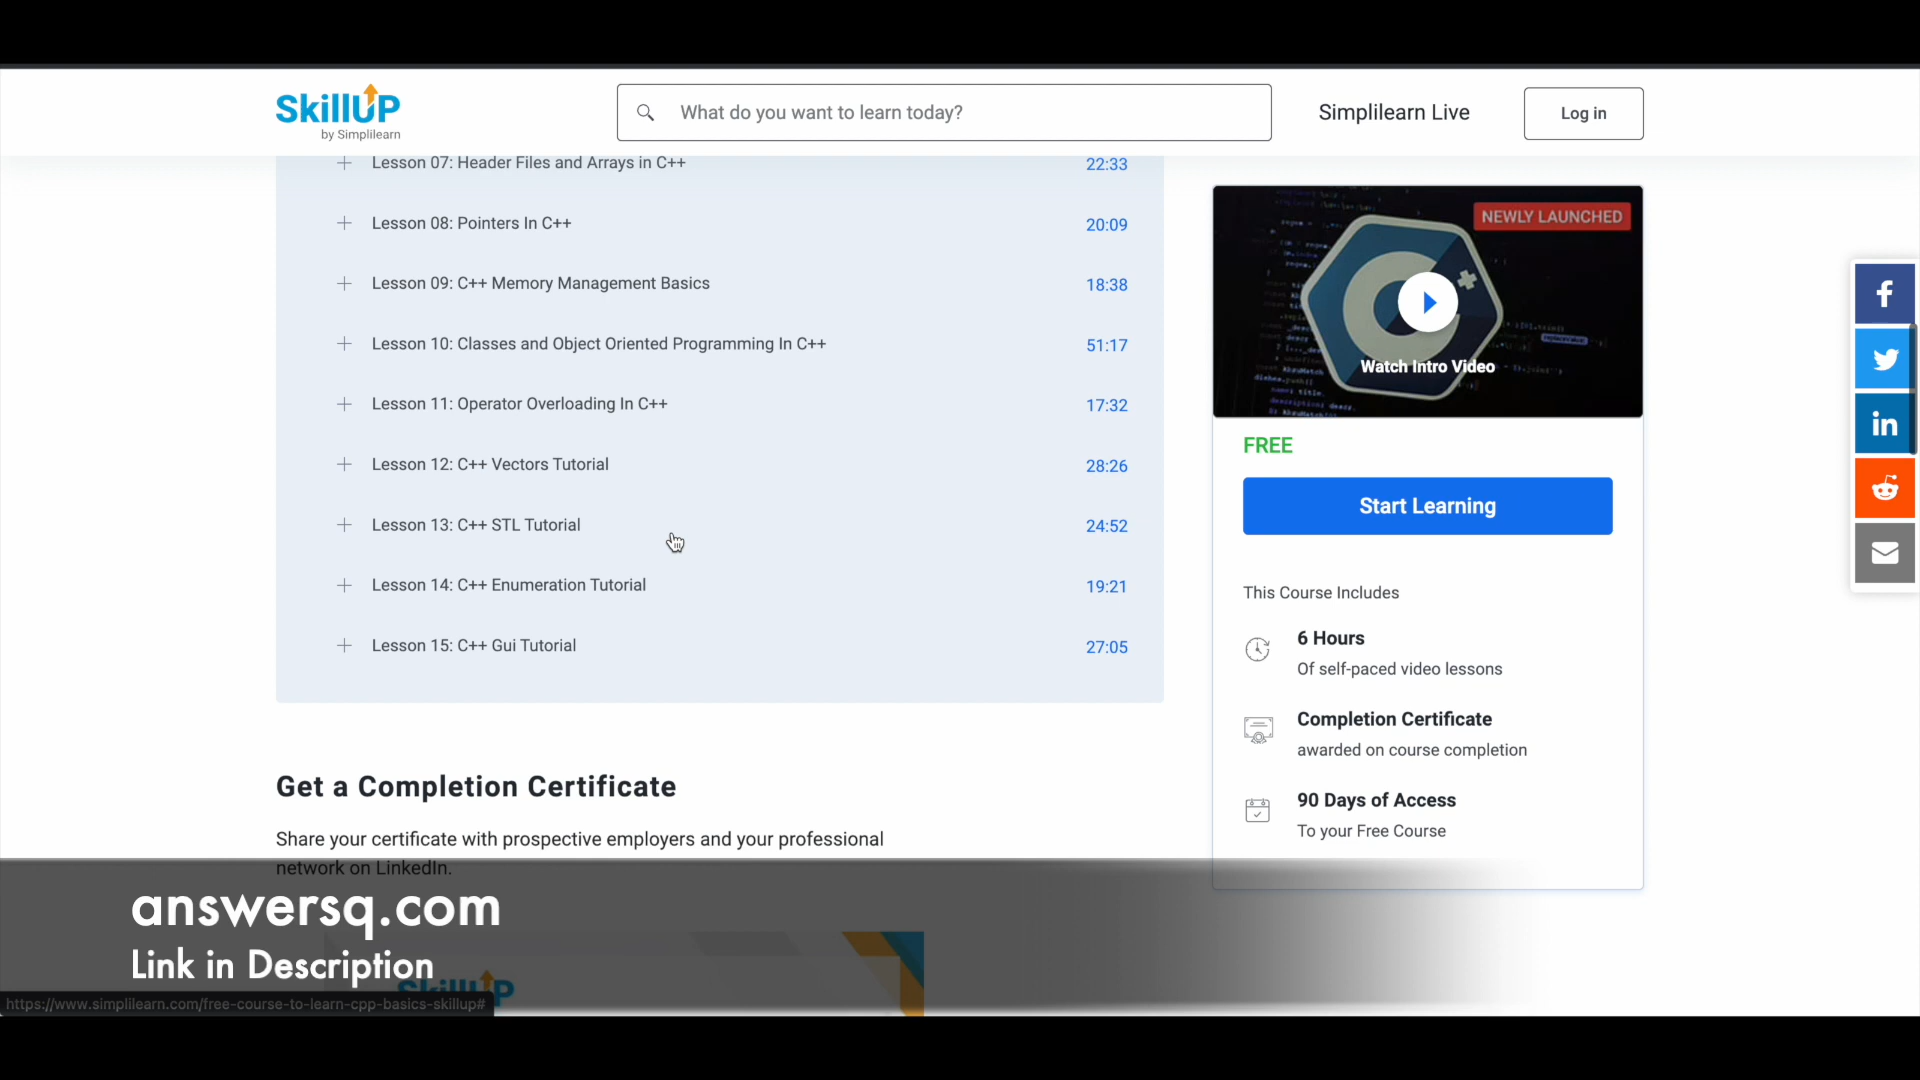 SkillUP
by Simplilearn
What do you want to learn today?
Simplilearn Live
Log in
Lesson 07: Header Files and Arrays in C++
22:33
Lesson 08: Pointers In C++
20:09
Lesson 09: C++ Memory Management Basics
18:38
Lesson 10: Classes and Object Oriented Programming In C++
51:17
Lesson 11: Operator Overloading In C++
17:32
Lesson 12: C++ Vectors Tutorial
28:26
Lesson 13: C++ STL Tutorial
24:52
Lesson 14: C++ Enumeration Tutorial
19:21
Lesson 15: C++ Gui Tutorial
27:05
Get a Completion Certificate
Share your certificate with prospective employers and your professional
network on LinkedIn.
NEWLY LAUNCHED
Watch Intro Video
FREE
Start Learning
This Course Includes
6 Hours
Of self-paced video lessons
Completion Certificate
awarded on course completion
90 Days of Access
To your Free Course
answersq.com
Link in Description
SkillUP
https://www.simplilearn.com/free-course-to-learn-cpp-basics-skillup#